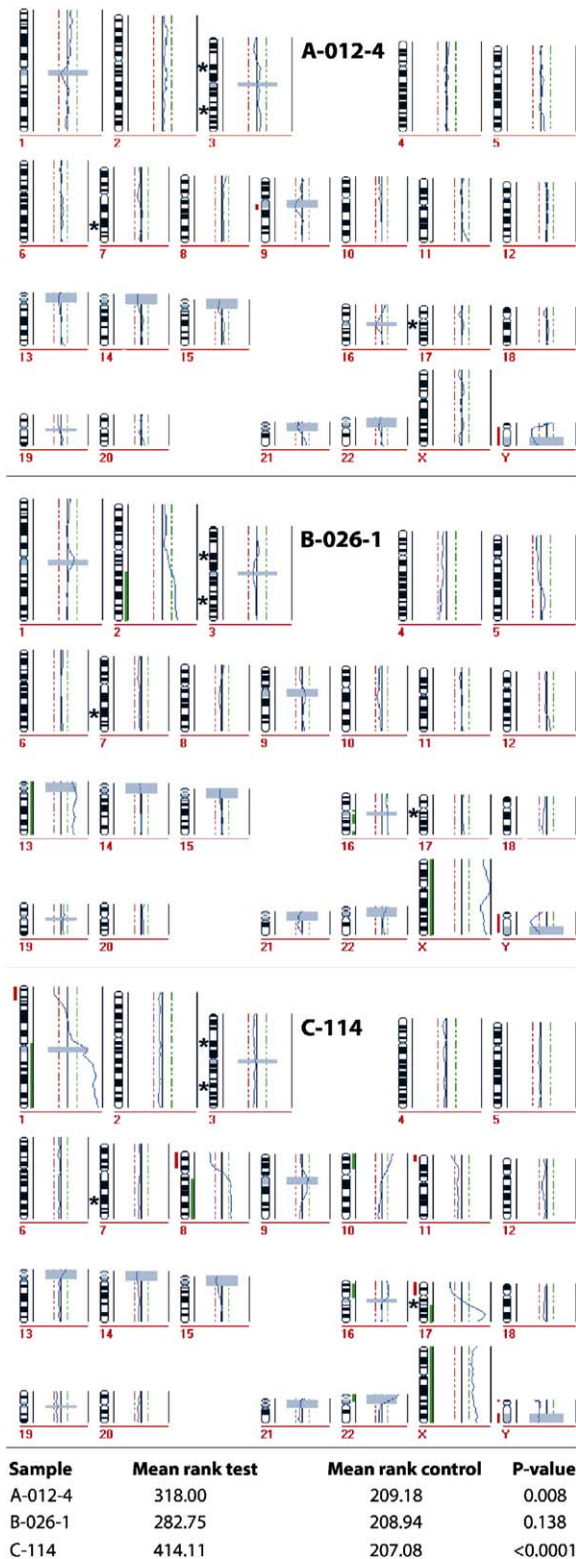 A-012-4
* *
1 2 3 4 5
*
6 7 8 9 10 11 12
*
13 14 15 16 17 18
19 20 21 22 X Y
B-026-1
* *
1 2 3 4 5
*
6 7 8 9 10 11 12
*
13 14 15 16 17 18
19 20 21 22 X Y
C-114
* *
1 2 3 4 5
*
6 7 8 9 10 11 12
*
13 14 15 16 17 18
19 20 21 22 X Y
Sample Mean rank test Mean rank control P-value
A-012-4 318.00 209.18 0.008
B-026-1 282.75 208.94 0.138
C-114 414.11 207.08 <0.0001